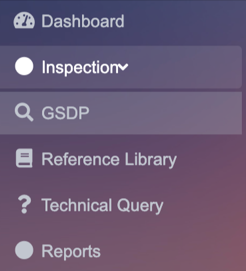 Dashboard
Inspection
GSDP
Reference Library
Technical Query
Reports